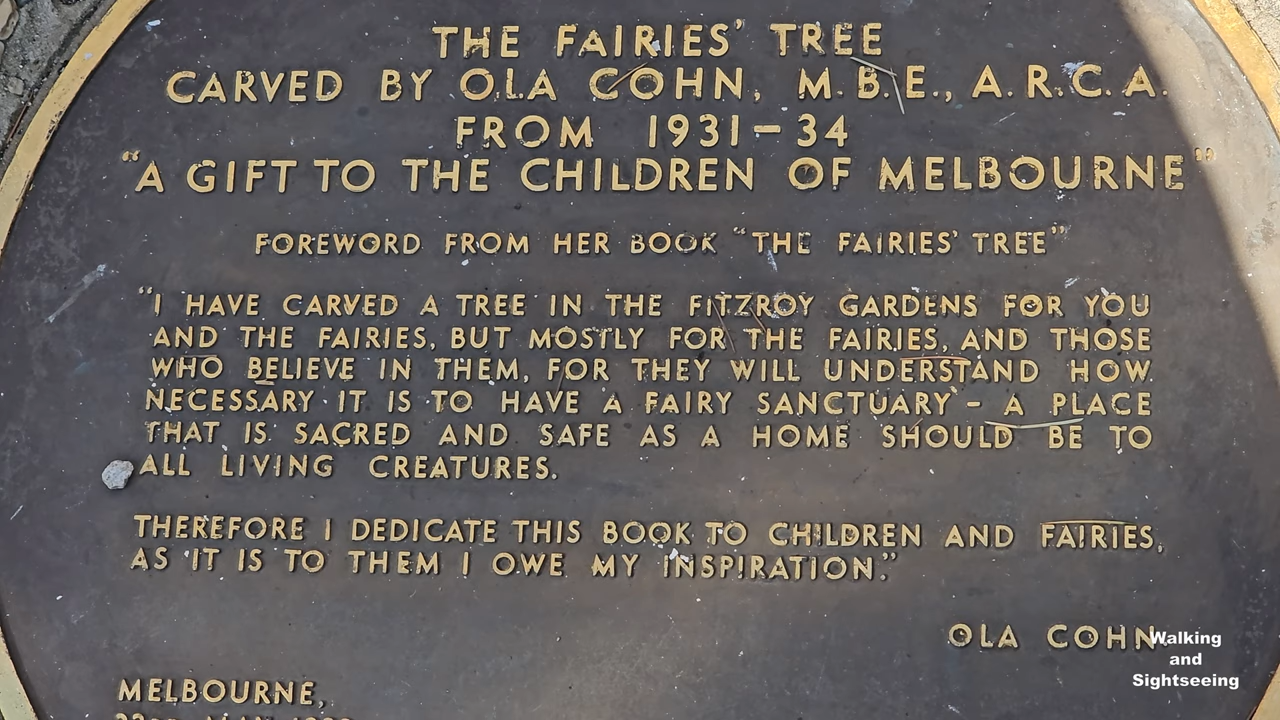 THE FAIRIES' TREE
CARVED BY OLA COHN, M.B.E., A.R.C.A.
FROM 1931-34
"A GIFT TO THE CHILDREN OF MELBOURNE"
FOREWORD FROM HER BOOK "THE FAIRIES' TREE"
"I HAVE CARVED A TREE IN THE FITZROY GARDENS FOR YOU
AND THE FAIRIES, BUT MOSTLY FOR THE FAIRIES, AND THOSE
WHO BELIEVE IN THEM, FOR THEY WILL UNDERSTAND HOW
NECESSARY IT IS TO HAVE A FAIRY SANCTUARY - A PLACE
THAT IS SACRED AND SAFE AS A HOME SHOULD BE TO
ALL LIVING CREATURES.
THEREFORE I DEDICATE THIS BOOK TO CHILDREN AND FAIRIES,
AS IT IS TO THEM I OWE MY INSPIRATION."
OLA COHN.
MELBOURNE,
Walking
and
Sightseeing